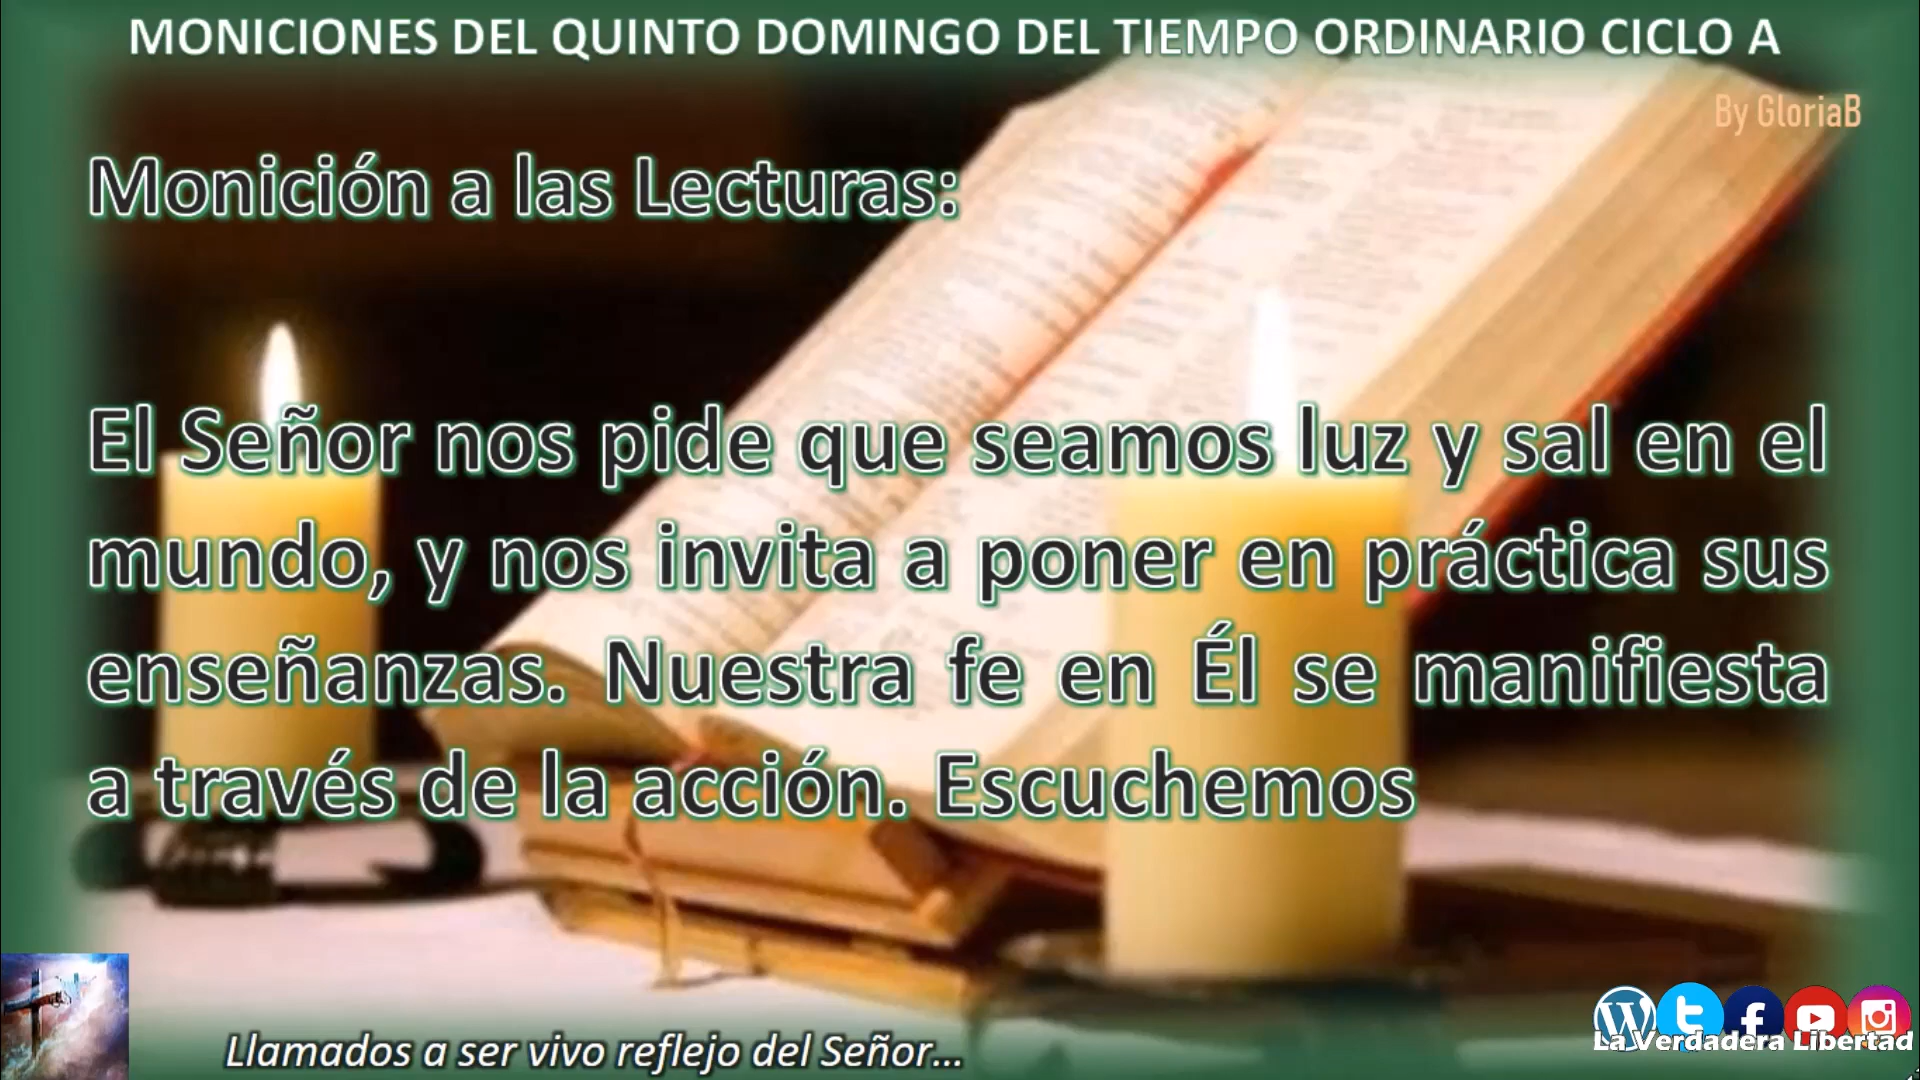 MONICIONES DEL QUINTO DOMINGO DEL TIEMPO ORDINARIO CICLO A
By GloriaB
Monición a las Lecturas:
El Señor nos pide que seamos luz y sal en el
mundo, y nos invita a poner en práctica sus
enseñanzas. Nuestra fe en Él se manifiesta
a través de la acción. Escuchemos
Llamados a ser vivo reflejo del Señor...
La Verdadera Libertad